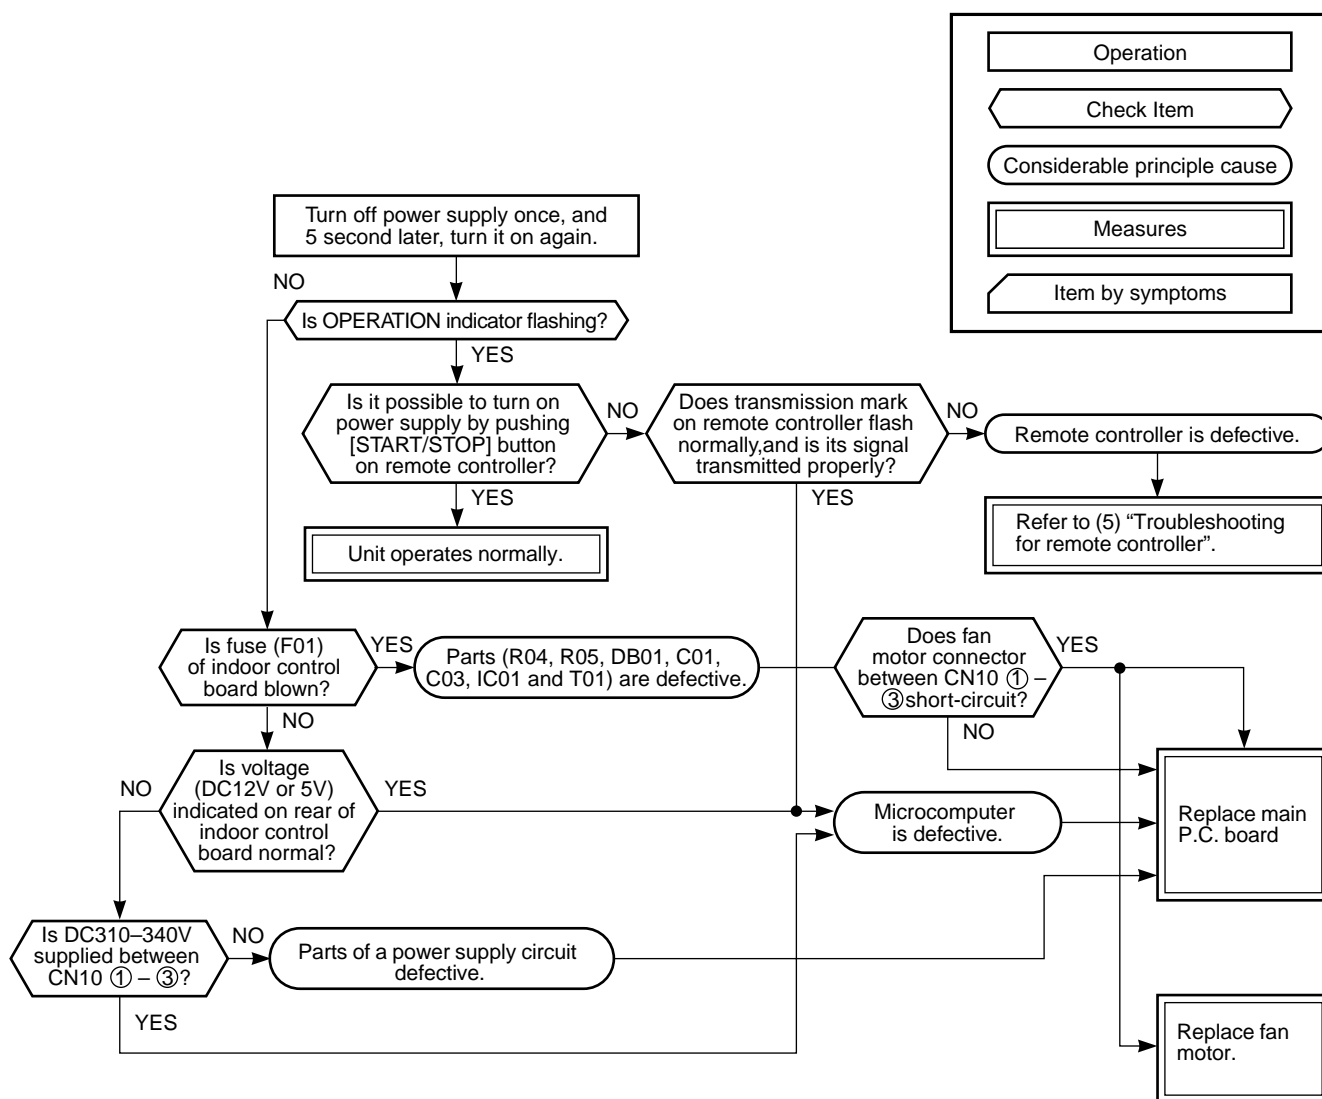 Operation
Check Item
Considerable principle cause
Measures
Item by symptoms
Turn off power supply once, and
5 second later, turn it on again.
NO
Is OPERATION indicator flashing?
YES
Is it possible to turn on
power supply by pushing
[START/STOP] button
on remote controller?
NO
Does transmission mark
on remote controller flash
normally,and is its signal
transmitted properly?
NO
Remote controller is defective.
YES
YES
Unit operates normally.
Refer to (5) “Troubleshooting
for remote controller”.
Is fuse (F01)
of indoor control
board blown?
YES
Parts (R04, R05, DB01, C01,
C03, IC01 and T01) are defective.
Does fan
motor connector
between CN10 ① –
③short-circuit?
YES
NO
NO
Is voltage
(DC12V or 5V)
indicated on rear of
indoor control
board normal?
NO
YES
Microcomputer
is defective.
Replace main
P.C. board
Is DC310–340V
supplied between
CN10 ① – ③?
NO
Parts of a power supply circuit
defective.
YES
Replace fan
motor.